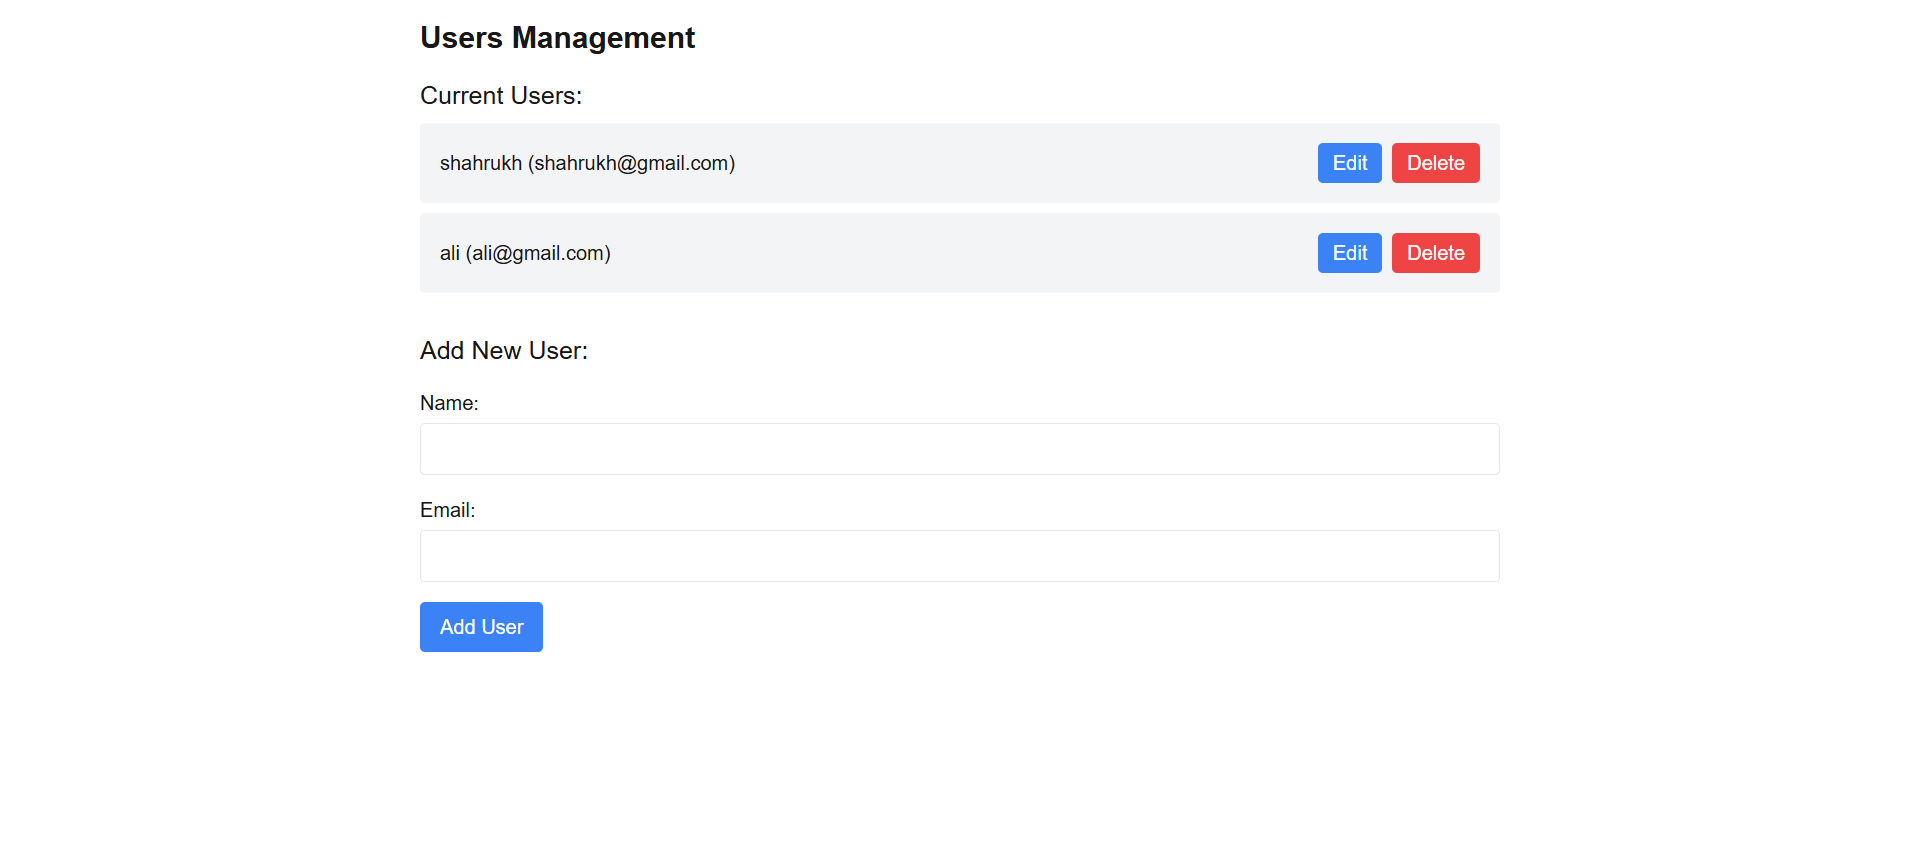 Users Management
Current Users:
shahrukh (shahrukh@gmail.com) Edit Delete
ali (ali@gmail.com) Edit Delete
Add New User:
Name:
Email:
Add User